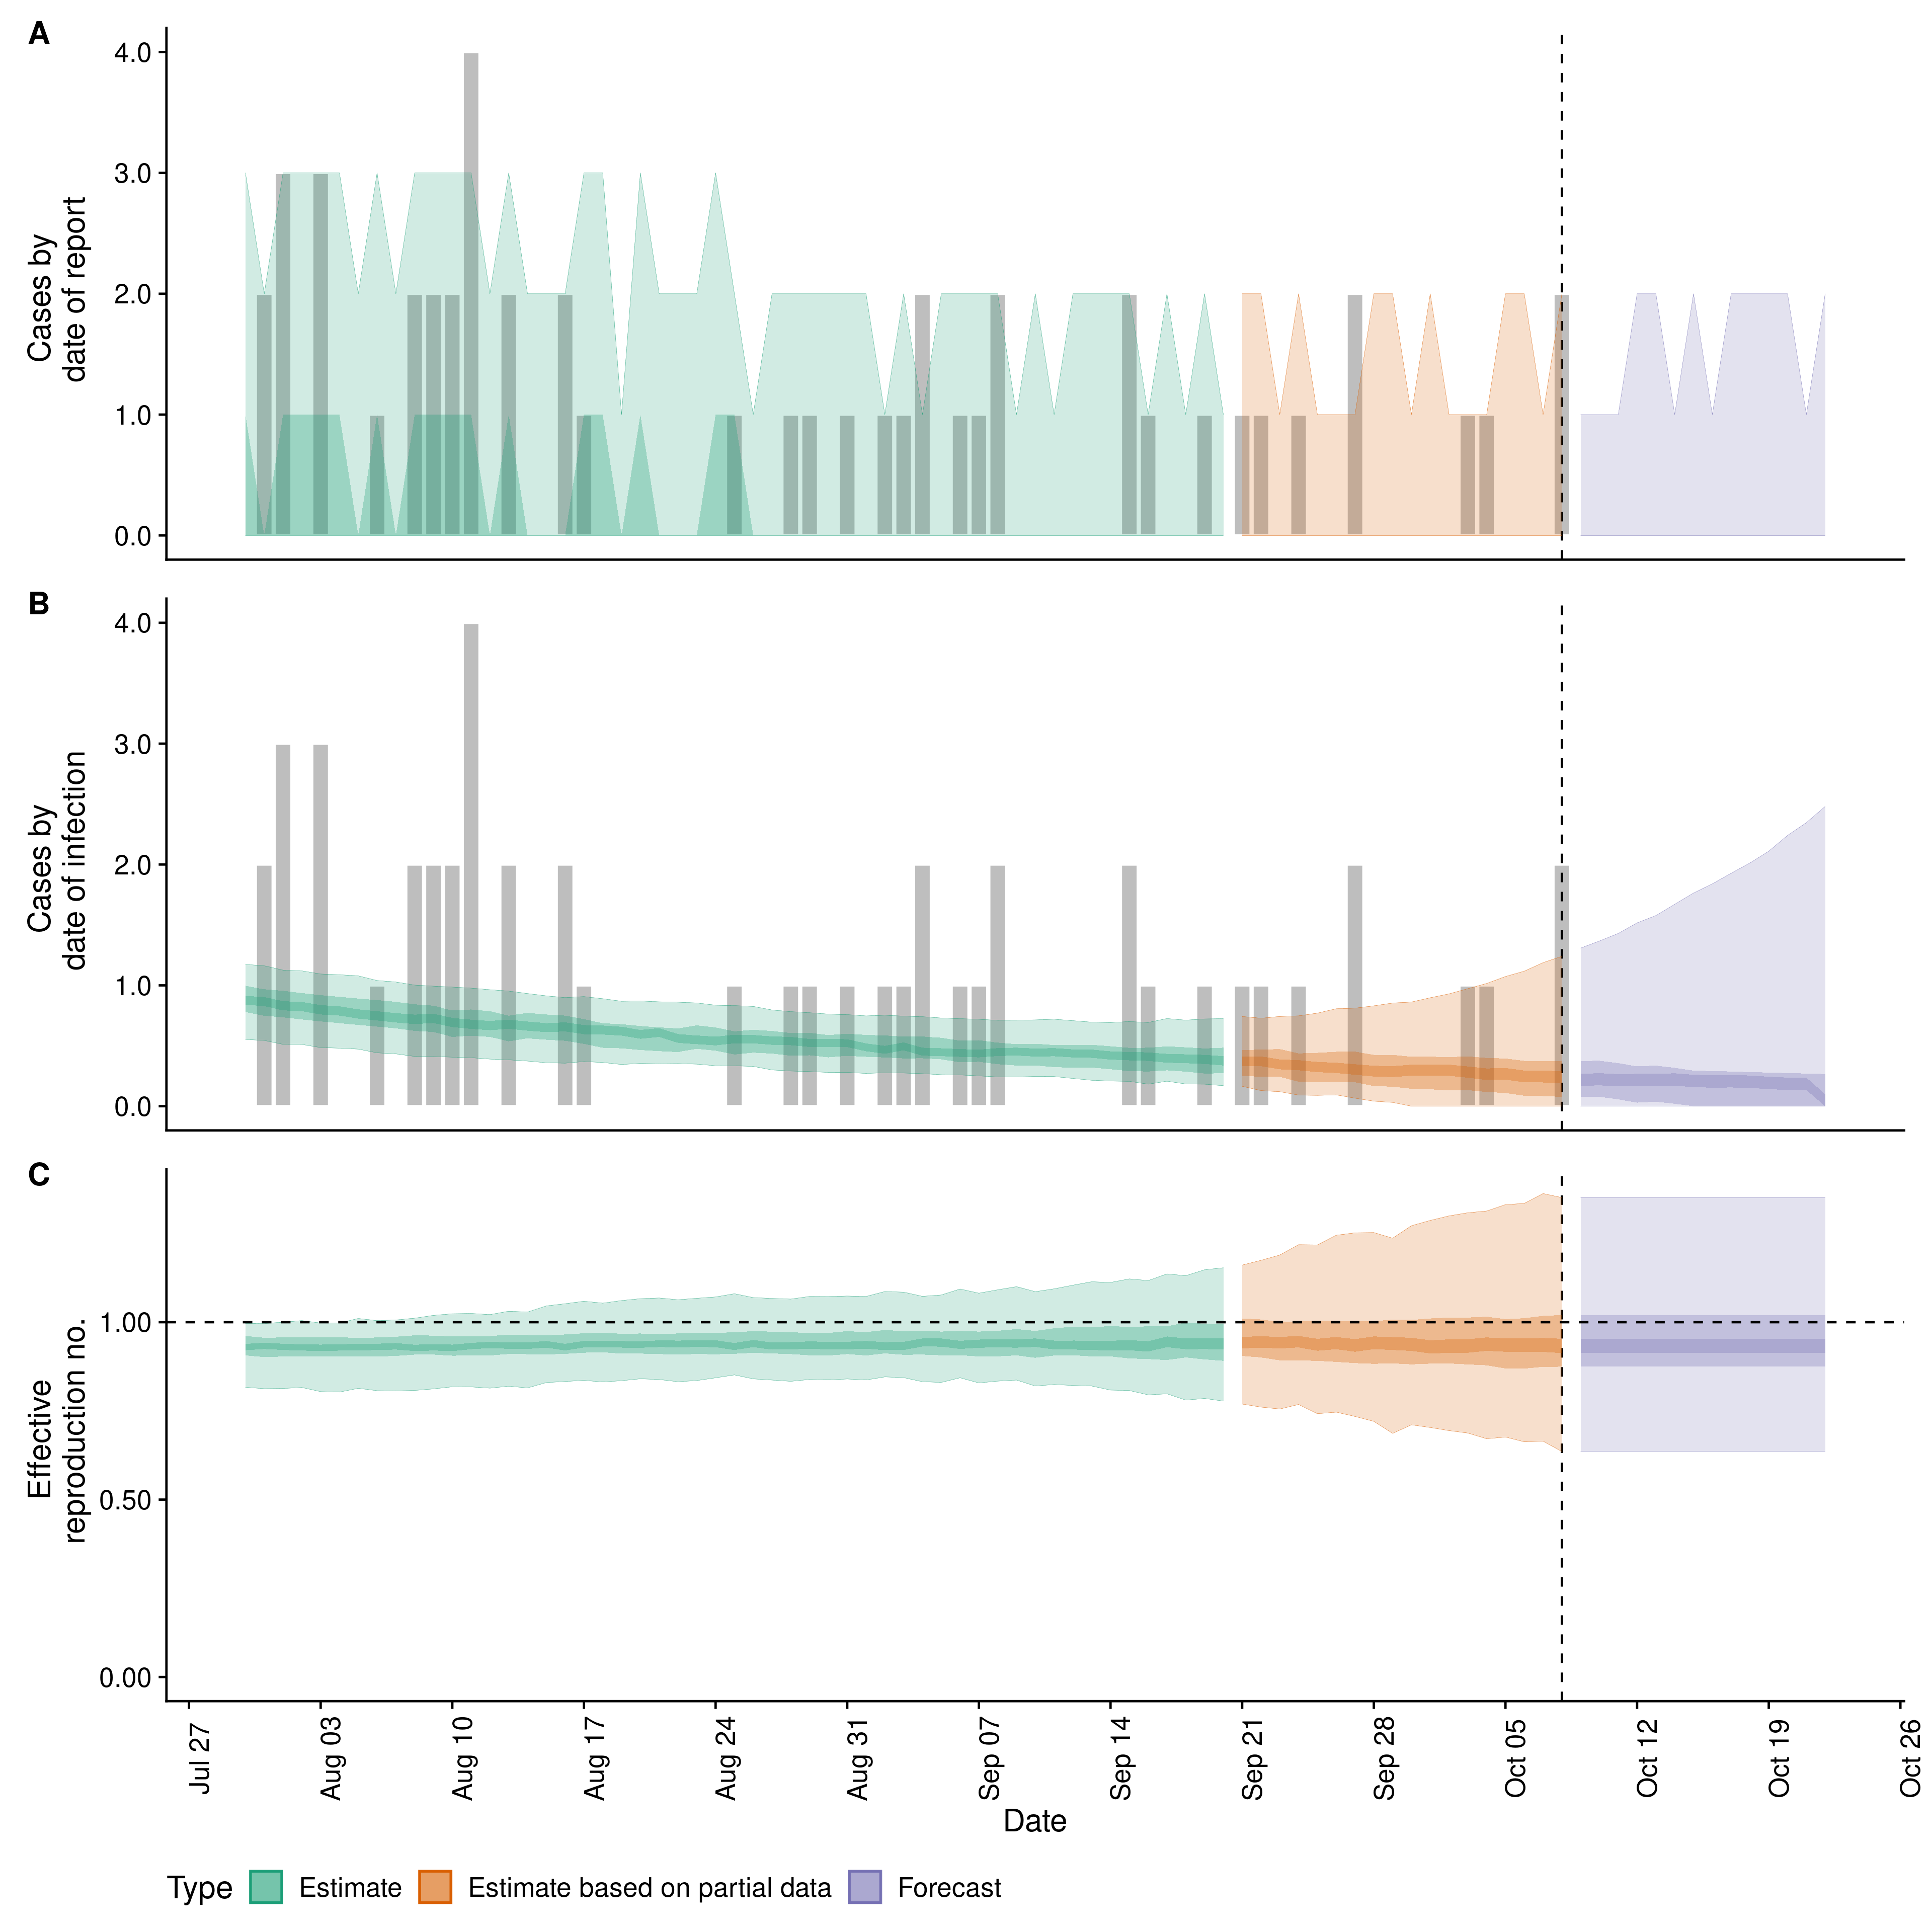 A
4.0
3.0
2.0
1.0
0.0
Cases by
date of report
B
4.0
3.0
2.0
1.0
0.0
Cases by
date of infection
C
1.00
0.50
0.00
Effective
reproduction no.
Jul 27
Aug 03
Aug 10
Aug 17
Aug 24
Aug 31
Sep 07
Sep 14
Sep 21
Sep 28
Oct 05
Oct 12
Oct 19
Oct 26
Date
Type Estimate Estimate based on partial data Forecast